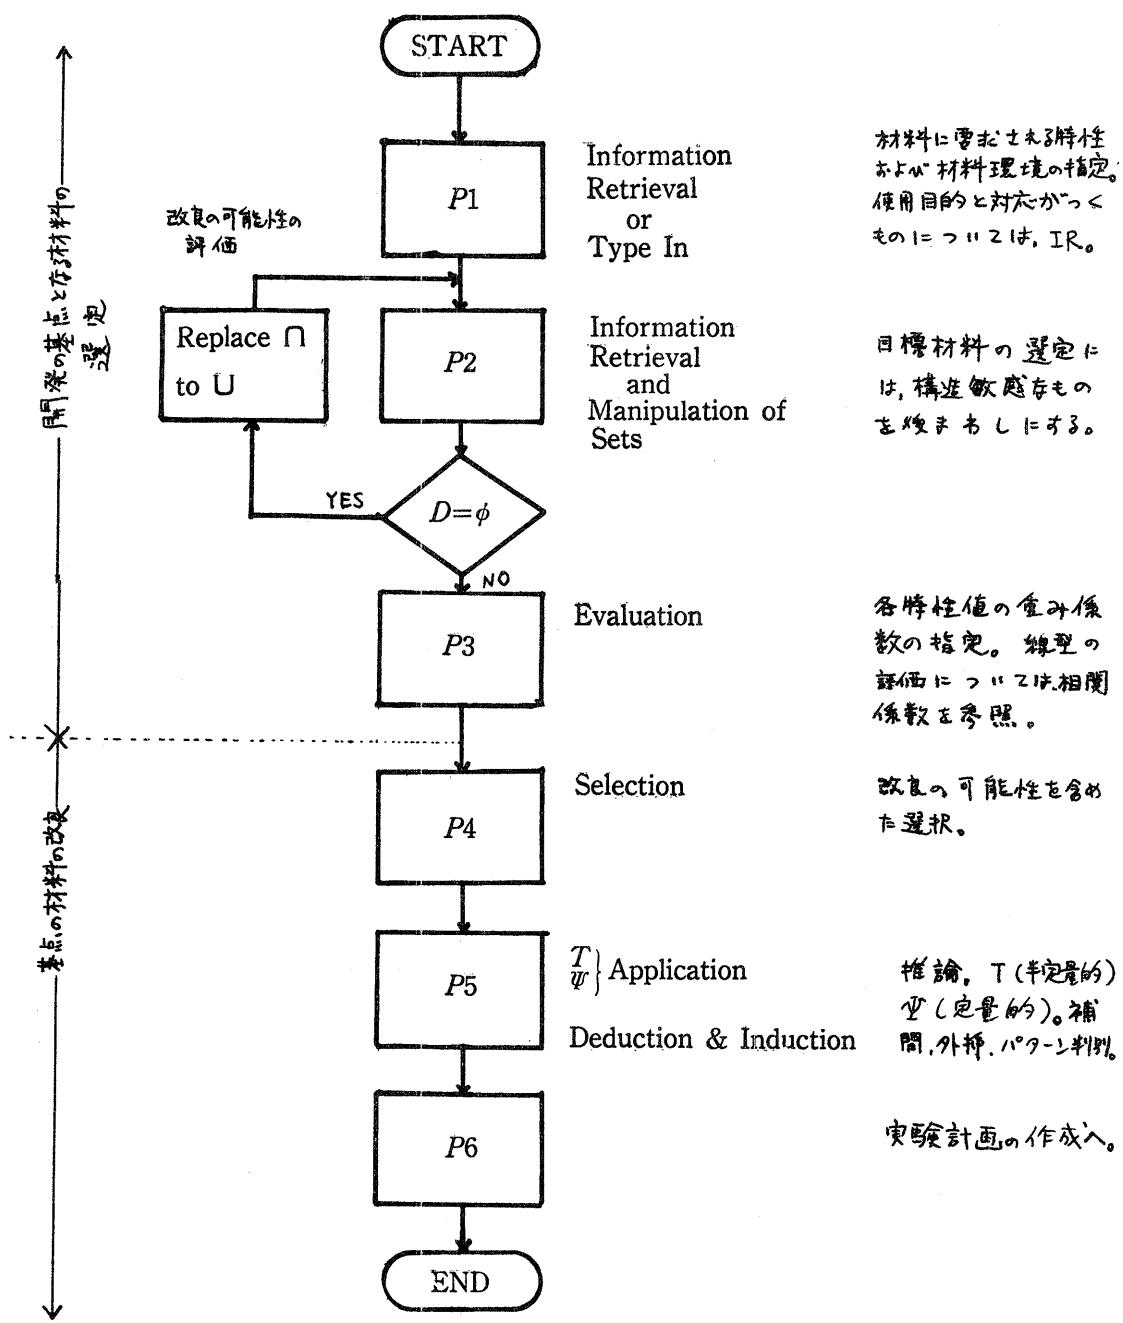 START
P1
Information
Retrieval
or
Type In
材料に要求される特性
および材料環境の指定。
使用目的と対応がつく
ものについては、IR。
改良の可能性の
評価
Replace ∩
to ∪
P2
Information
Retrieval
and
Manipulation of
Sets
目標材料の選定に
は、構造敏感なもの
を後まわしにする。
YES
D=φ
NO
P3
Evaluation
各特性値の重み係
数の指定。線型の
評価については、相関
係数を参照。
開発の基点となる材料の
選定
P4
Selection
改良の可能性を含め
た選択。
P5
T
Ψ } Application
Deduction & Induction
推論。T(半定量的)
Ψ(定量的)。補
間、外挿、パターン判別。
P6
実験計画の作成へ。
基点の材料の改良
END